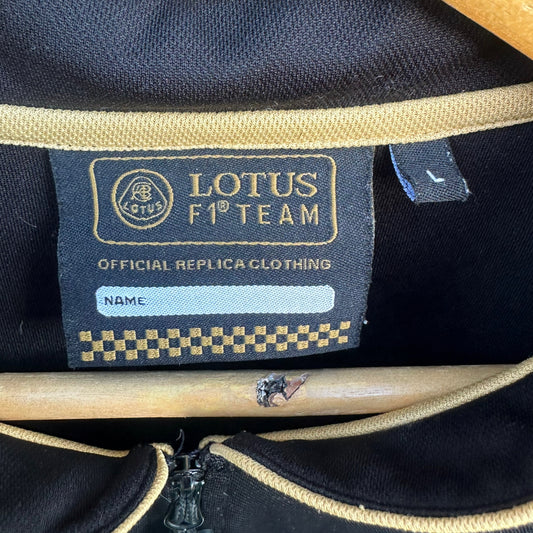 LOTUS
F1® TEAM
LOTUS
OFFICIAL REPLICA CLOTHING
NAME
L